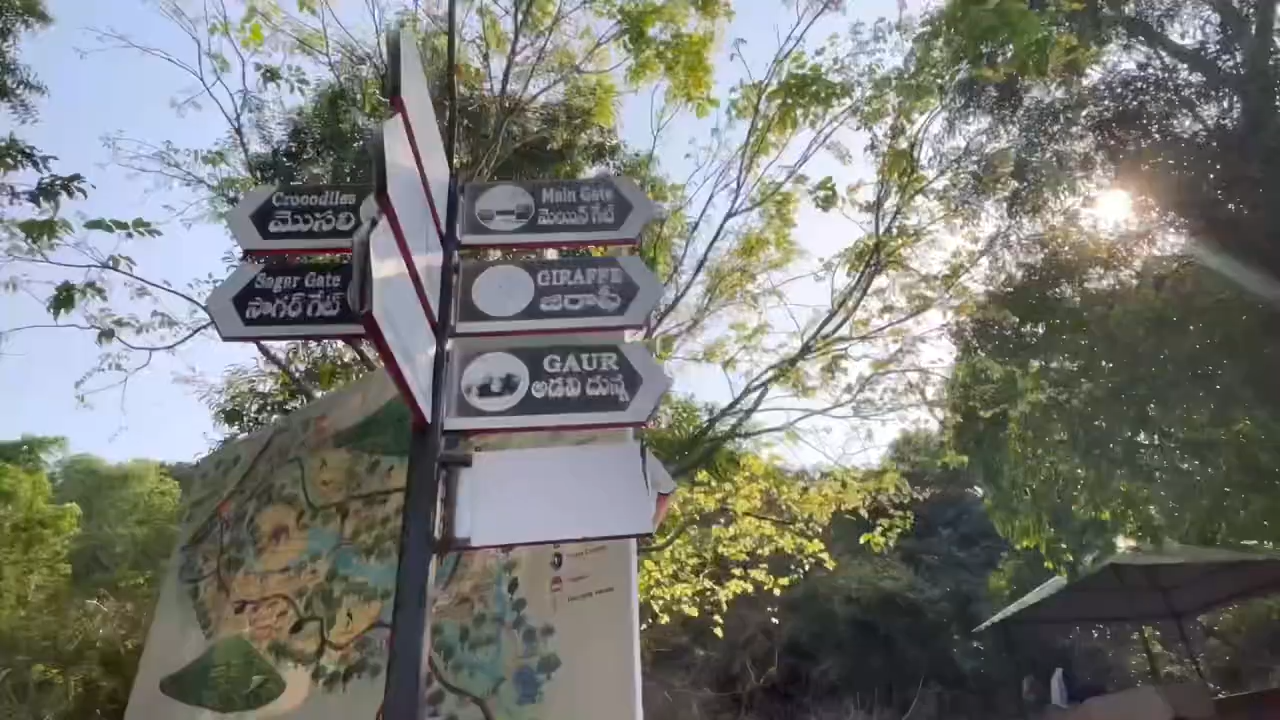 Crocodiles
మొసలి
Sagar Gate
సాగర్ గేట్
Main Gate
మెయిన్ గేట్
GIRAFFE
జిరాఫీ
GAUR
అడవి దున్న